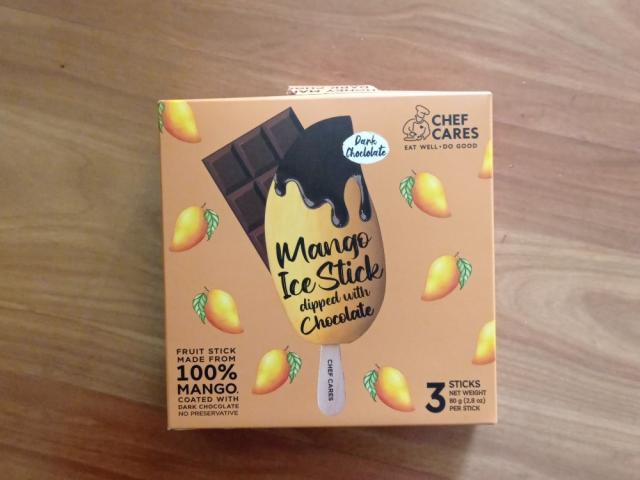 CHEF
CARES
EAT WELL • DO GOOD
Dark
Choclolate
Mango
Ice Stick
dipped with
Chocolate
CHEF CARES
FRUIT STICK
MADE FROM
100%
MANGO
COATED WITH
DARK CHOCOLATE
NO PRESERVATIVE
3 STICKS
NET WEIGHT
80 g (2,8 oz)
PER STICK